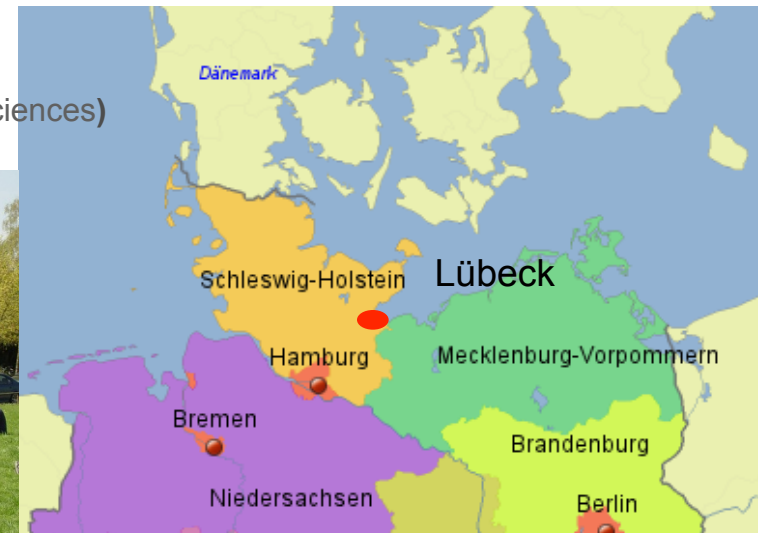 Dänemark
ciences)
Schleswig-Holstein
Lübeck
Hamburg
Mecklenburg-Vorpommern
Bremen
Brandenburg
Niedersachsen
Berlin